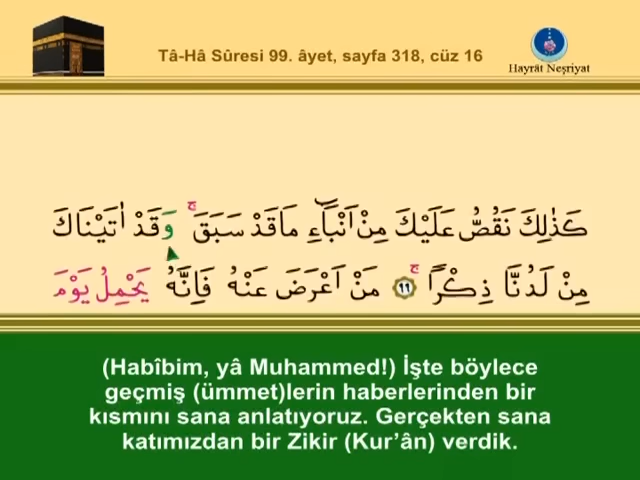 Tâ-Hâ Sûresi 99. âyet, sayfa 318, cüz 16
Hayrât Neşriyat
كَذٰلِكَ نَقُصُّ عَلَيْكَ مِنْ اَنْبَٓاءِ مَا قَدْ سَبَقَۚ وَقَدْ اٰتَيْنَاكَ
مِنْ لَدُنَّا ذِكْرًاۚ ﴿٩٩﴾ مَنْ اَعْرَضَ عَنْهُ فَاِنَّهُ يَحْمِلُ يَوْمَ
(Habîbim, yâ Muhammed!) İşte böylece
geçmiş (ümmet)lerin haberlerinden bir
kısmını sana anlatıyoruz. Gerçekten sana
katımızdan bir Zikir (Kur’ân) verdik.